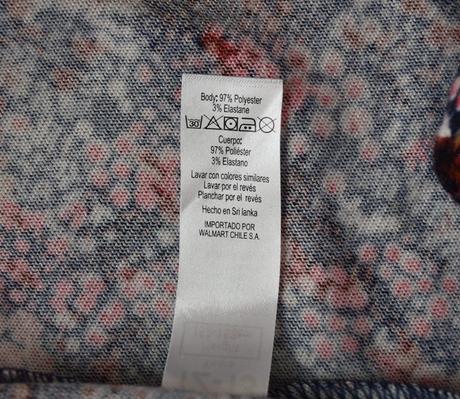 Body: 97% Polyester
3% Elastane
30
Cuerpo:
97% Poliéster
3% Elastano
Lavar con colores similares
Lavar por el revés
Planchar por el revés
Hecho en Sri lanka
IMPORTADO POR
WALMART CHILE S.A.